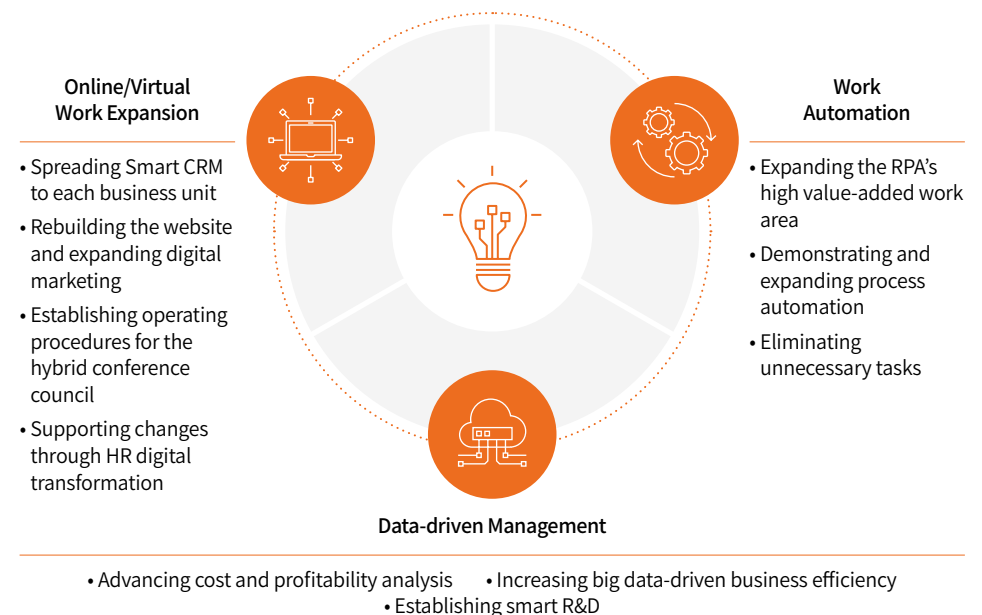 Online/Virtual
Work Expansion
• Spreading Smart CRM
to each business unit
• Rebuilding the website
and expanding digital
marketing
• Establishing operating
procedures for the
hybrid conference
council
• Supporting changes
through HR digital
transformation
Work
Automation
• Expanding the RPA’s
high value-added work
area
• Demonstrating and
expanding process
automation
• Eliminating
unnecessary tasks
Data-driven Management
• Advancing cost and profitability analysis • Increasing big data-driven business efficiency
• Establishing smart R&D